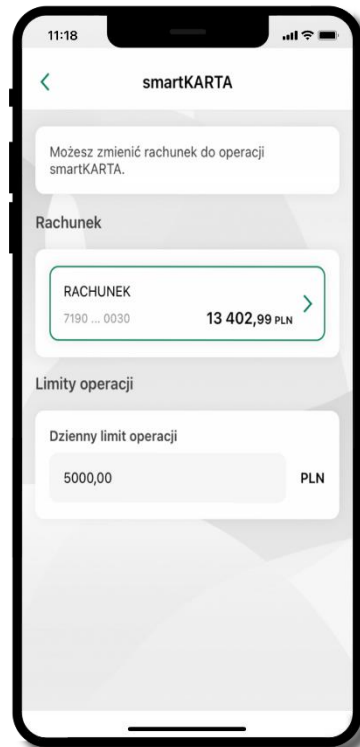 11:18
smartKARTA
Możesz zmienić rachunek do operacji
smartKARTA.
Rachunek
RACHUNEK
7190 ... 0030 13 402,99 PLN
Limity operacji
Dzienny limit operacji
5000,00 PLN